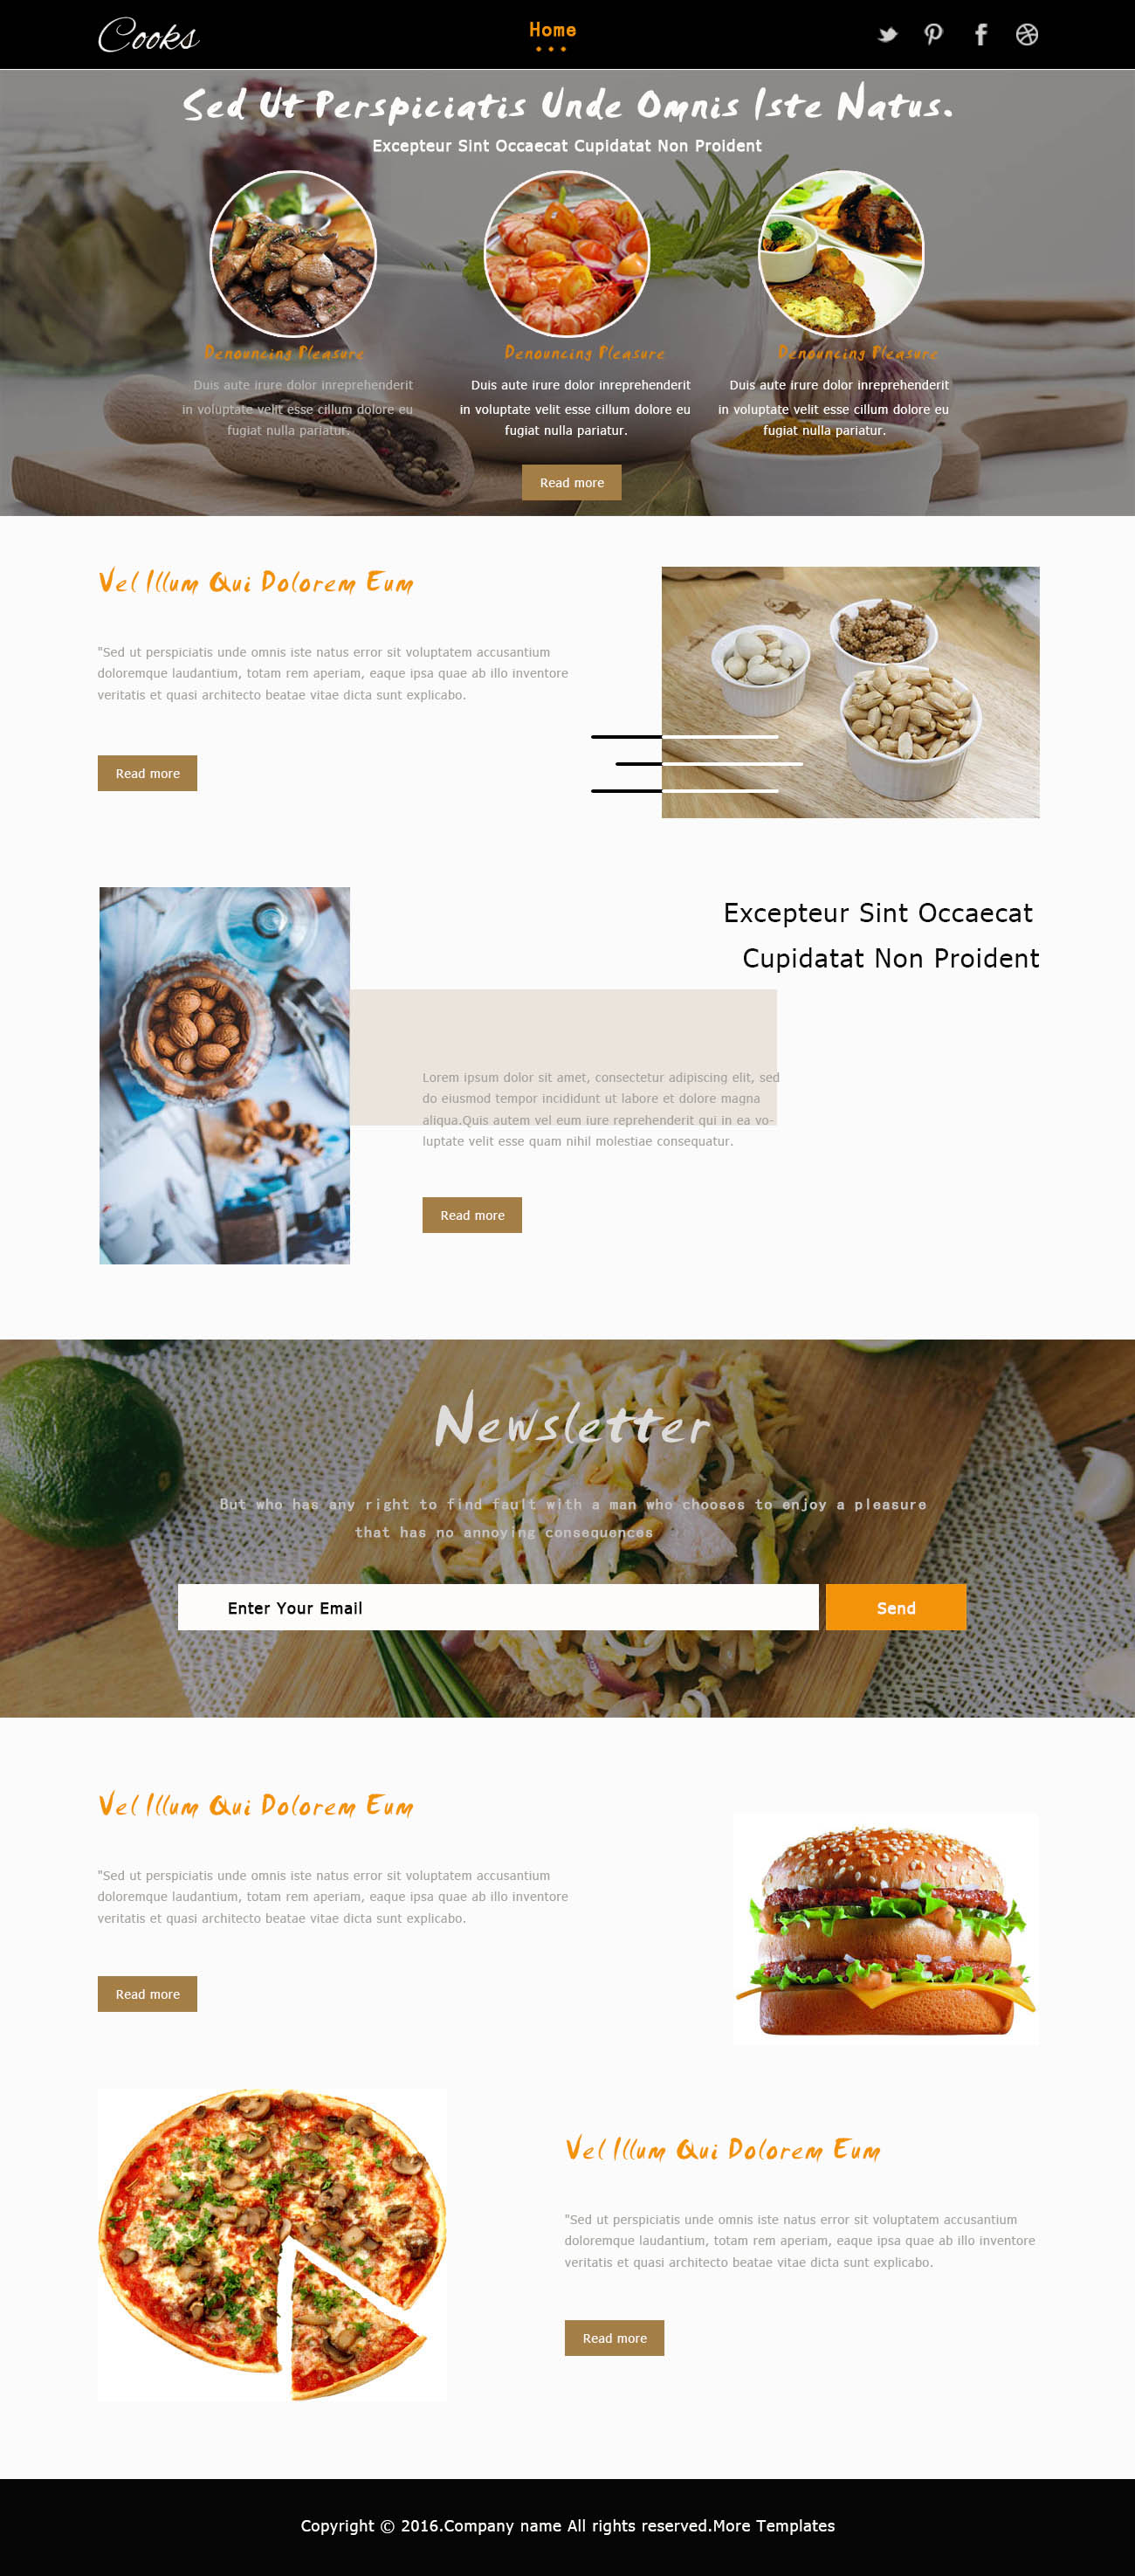 Cooks
Home
Sed Ut Perspiciatis Unde Omnis Iste Natus.
Excepteur Sint Occaecat Cupidatat Non Proident
Denouncing Pleasure
Duis aute irure dolor inreprehenderit
in voluptate velit esse cillum dolore eu
fugiat nulla pariatur.
Denouncing Pleasure
Duis aute irure dolor inreprehenderit
in voluptate velit esse cillum dolore eu
fugiat nulla pariatur.
Denouncing Pleasure
Duis aute irure dolor inreprehenderit
in voluptate velit esse cillum dolore eu
fugiat nulla pariatur.
Read more
Vel Illum Qui Dolorem Eum
"Sed ut perspiciatis unde omnis iste natus error sit voluptatem accusantium
doloremque laudantium, totam rem aperiam, eaque ipsa quae ab illo inventore
veritatis et quasi architecto beatae vitae dicta sunt explicabo.
Read more
Excepteur Sint Occaecat
Cupidatat Non Proident
Lorem ipsum dolor sit amet, consectetur adipiscing elit, sed
do eiusmod tempor incididunt ut labore et dolore magna
aliqua.Quis autem vel eum iure reprehenderit qui in ea vo-
luptate velit esse quam nihil molestiae consequatur.
Read more
Newsletter
But who has any right to find fault with a man who chooses to enjoy a pleasure
that has no annoying consequences
Enter Your Email
Send
Vel Illum Qui Dolorem Eum
"Sed ut perspiciatis unde omnis iste natus error sit voluptatem accusantium
doloremque laudantium, totam rem aperiam, eaque ipsa quae ab illo inventore
veritatis et quasi architecto beatae vitae dicta sunt explicabo.
Read more
Vel Illum Qui Dolorem Eum
"Sed ut perspiciatis unde omnis iste natus error sit voluptatem accusantium
doloremque laudantium, totam rem aperiam, eaque ipsa quae ab illo inventore
veritatis et quasi architecto beatae vitae dicta sunt explicabo.
Read more
Copyright © 2016.Company name All rights reserved.More Templates